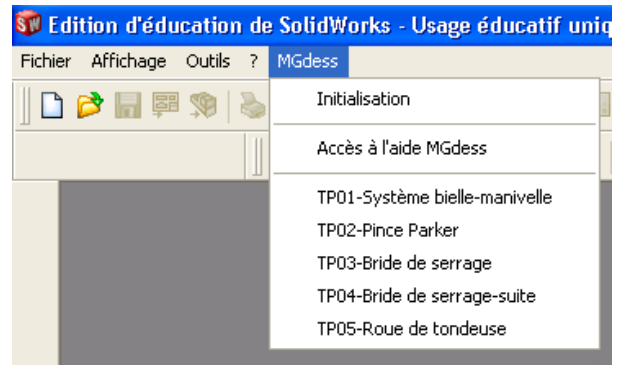 SW Edition d'éducation de SolidWorks - Usage éducatif uniq
Fichier Affichage Outils ? MGdess
Initialisation
Accès à l'aide MGdess
TP01-Système bielle-manivelle
TP02-Pince Parker
TP03-Bride de serrage
TP04-Bride de serrage-suite
TP05-Roue de tondeuse